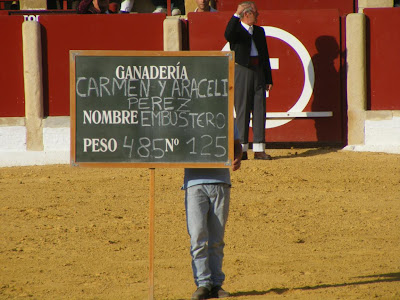 GANADERÍA
CARMEN Y ARACELI
PEREZ
NOMBRE EMBUSTERO
PESO 485 Nº 125